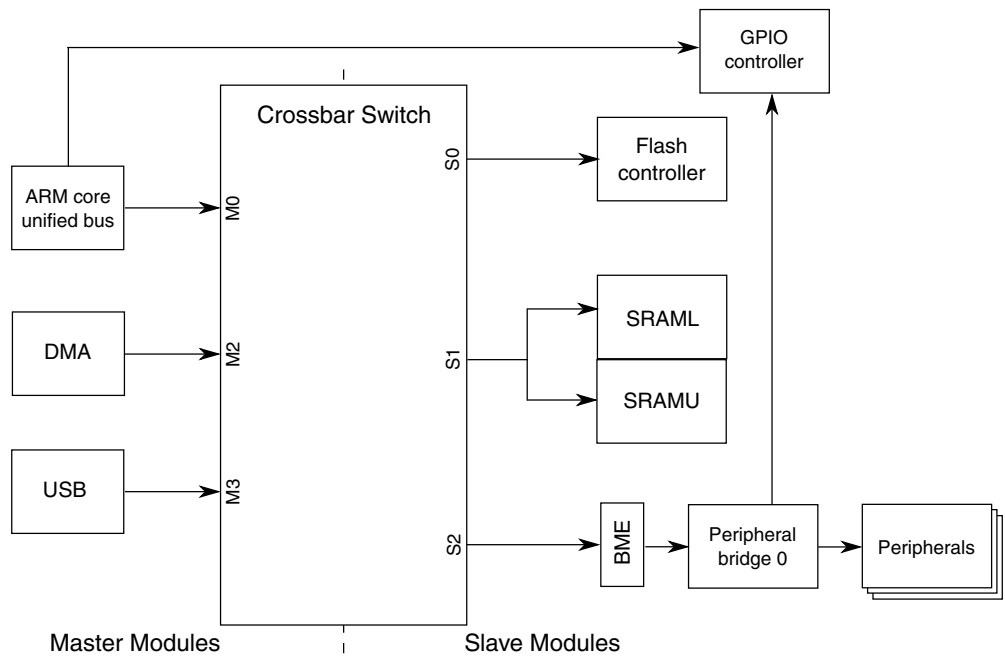 GPIO
controller
Crossbar Switch
S0
Flash
controller
ARM core
unified bus
M0
SRAML
DMA
M2
S1
SRAMU
USB
M3
S2
BME
Peripheral
bridge 0
Peripherals
Master Modules
Slave Modules